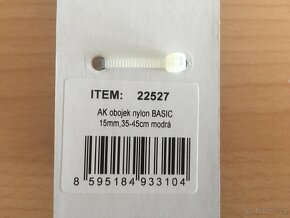 ITEM: 22527
AK obojek nylon BASIC
15mm,35-45cm modrá
8 595184 933104